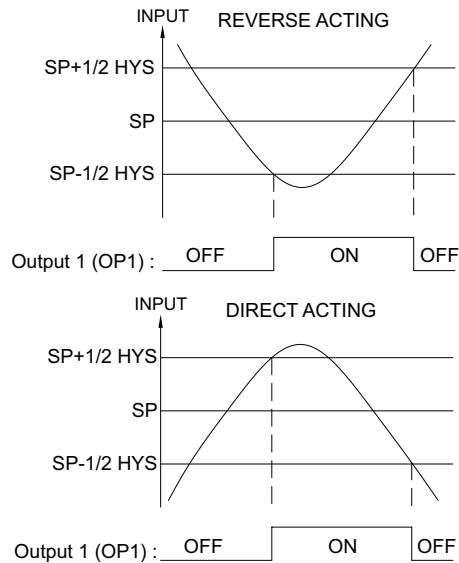 INPUT REVERSE ACTING
SP+1/2 HYS
SP
SP-1/2 HYS
Output 1 (OP1) : OFF ON OFF
INPUT DIRECT ACTING
SP+1/2 HYS
SP
SP-1/2 HYS
Output 1 (OP1) : OFF ON OFF